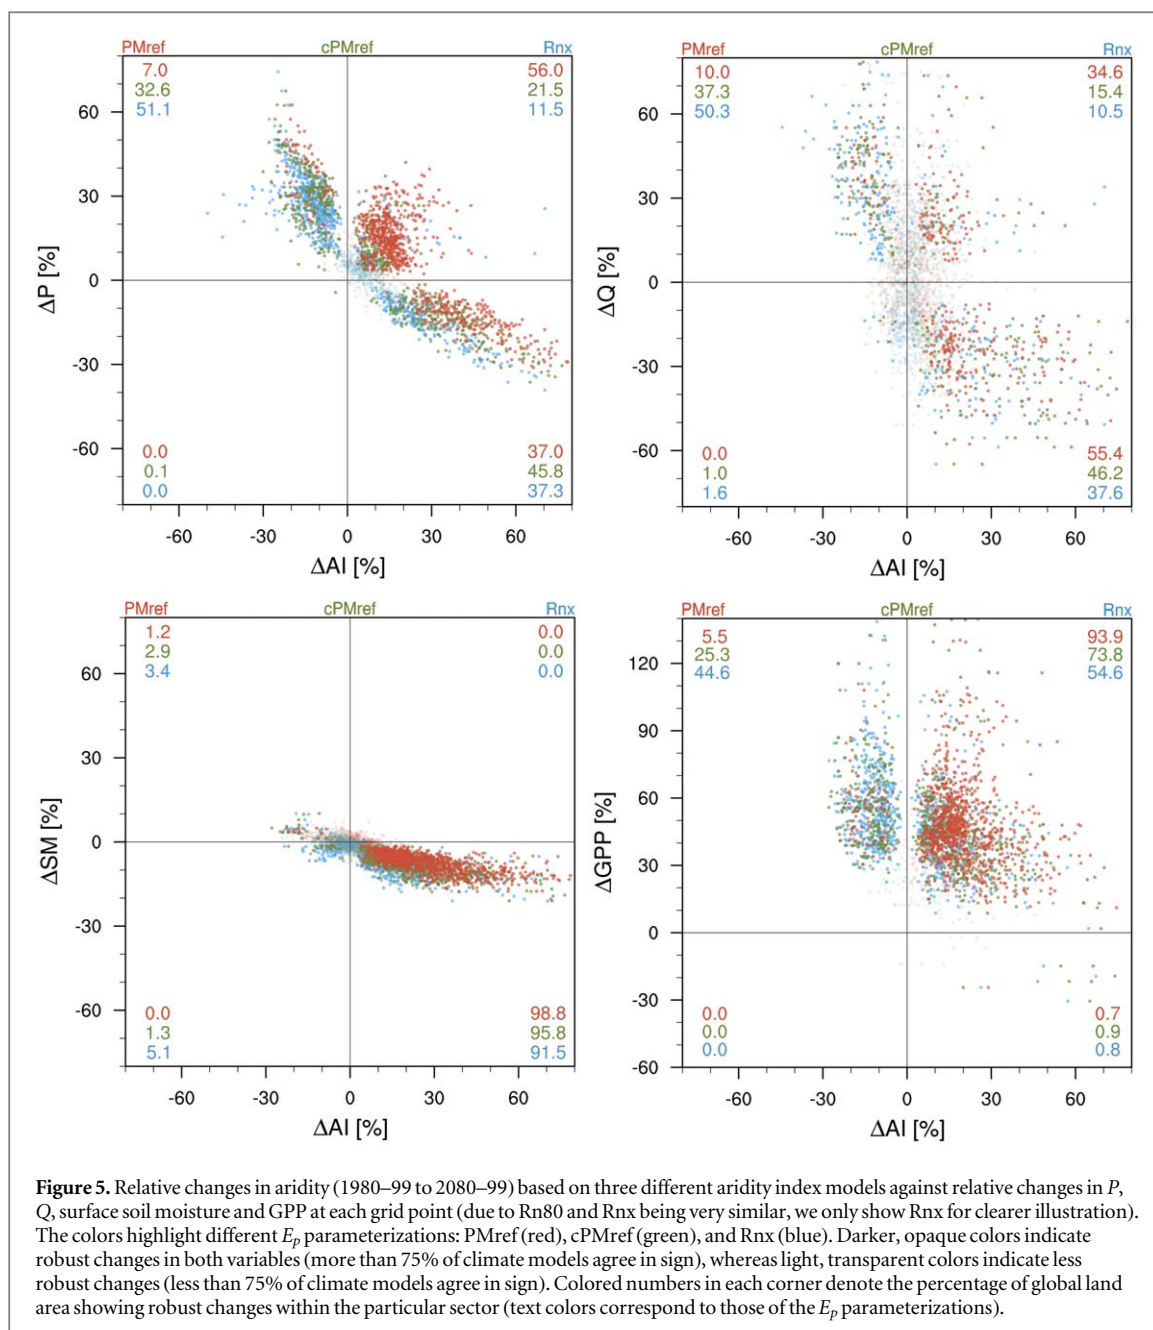 PMref cPMref Rnx
7.0 56.0
32.6 21.5
51.1 11.5
60
30
0
-30
-60
ΔP [%]
0.0 37.0
0.1 45.8
0.0 37.3
-60 -30 0 30 60
ΔAI [%]
PMref cPMref Rnx
10.0 34.6
37.3 15.4
50.3 10.5
60
30
0
-30
-60
ΔQ [%]
0.0 55.4
1.0 46.2
1.6 37.6
-60 -30 0 30 60
ΔAI [%]
PMref cPMref Rnx
1.2 0.0
2.9 0.0
3.4 0.0
60
30
0
-30
-60
ΔSM [%]
0.0 98.8
1.3 95.8
5.1 91.5
-60 -30 0 30 60
ΔAI [%]
PMref cPMref Rnx
5.5 93.9
25.3 73.8
44.6 54.6
120
90
60
30
0
-30
-60
ΔGPP [%]
0.0 0.7
0.0 0.9
0.0 0.8
-60 -30 0 30 60
ΔAI [%]
Figure 5. Relative changes in aridity (1980–99 to 2080–99) based on three different aridity index models against relative changes in P,
Q, surface soil moisture and GPP at each grid point (due to Rn80 and Rnx being very similar, we only show Rnx for clearer illustration).
The colors highlight different Ep parameterizations: PMref (red), cPMref (green), and Rnx (blue). Darker, opaque colors indicate
robust changes in both variables (more than 75% of climate models agree in sign), whereas light, transparent colors indicate less
robust changes (less than 75% of climate models agree in sign). Colored numbers in each corner denote the percentage of global land
area showing robust changes within the particular sector (text colors correspond to those of the Ep parameterizations).